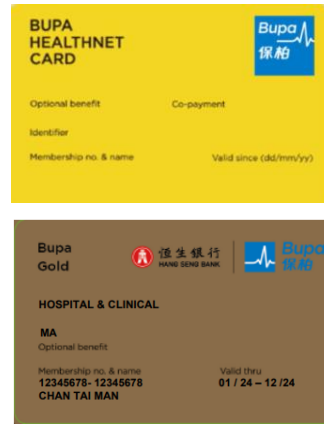 BUPA
HEALTHNET
CARD
Bupa
保柏
Optional benefit
Co-payment
Identifier
Membership no. & name
Valid since (dd/mm/yy)
Bupa
Gold
恒生銀行
HANG SENG BANK
Bupa
保柏
HOSPITAL & CLINICAL
MA
Optional benefit
Membership no. & name
Valid thru
12345678- 12345678
01 / 24 – 12 /24
CHAN TAI MAN